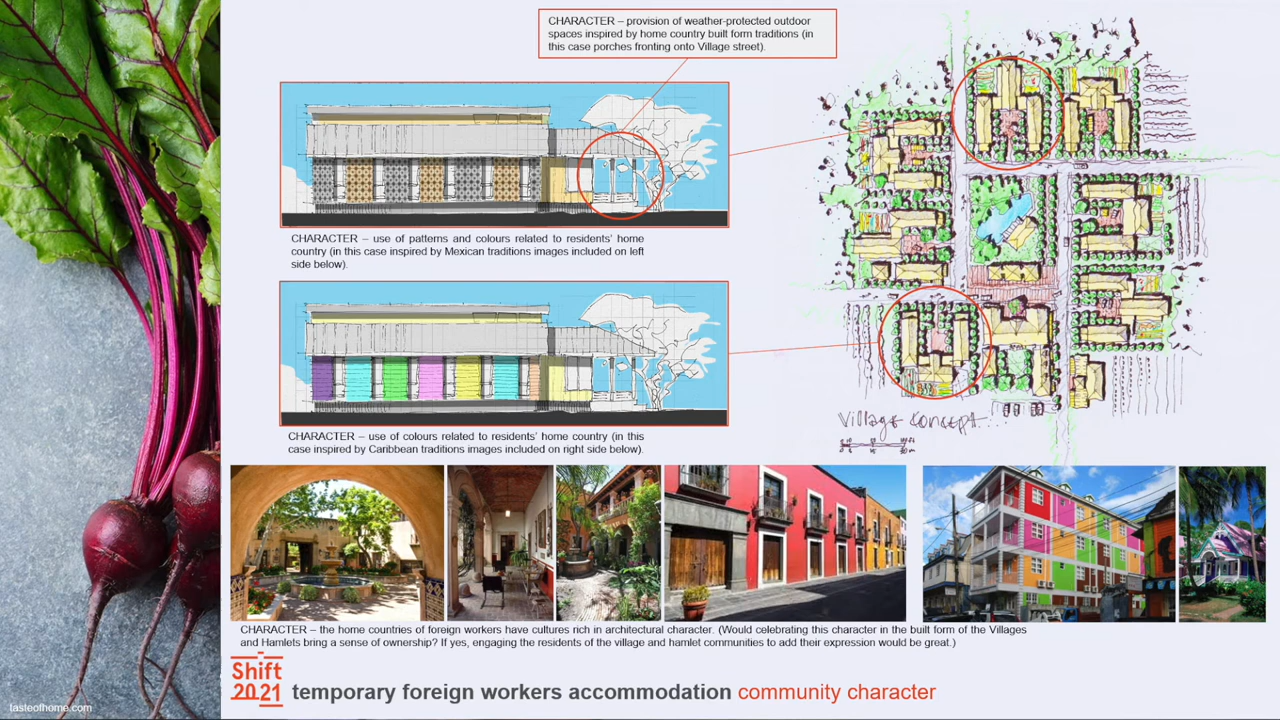 CHARACTER – provision of weather-protected outdoor
spaces inspired by home country built form traditions (in
this case porches fronting onto Village street).
CHARACTER – use of patterns and colours related to residents' home
country (in this case inspired by Mexican traditions images included on left
side below).
CHARACTER – use of colours related to residents' home country (in this
case inspired by Caribbean traditions images included on right side below).
Village Concept
CHARACTER – the home countries of foreign workers have cultures rich in architectural character. (Would celebrating this character in the built form of the Villages
and Hamlets bring a sense of ownership? If yes, engaging the residents of the village and hamlet communities to add their expression would be great.)
Shift
2021
temporary foreign workers accommodation community character
tasteofhome.com